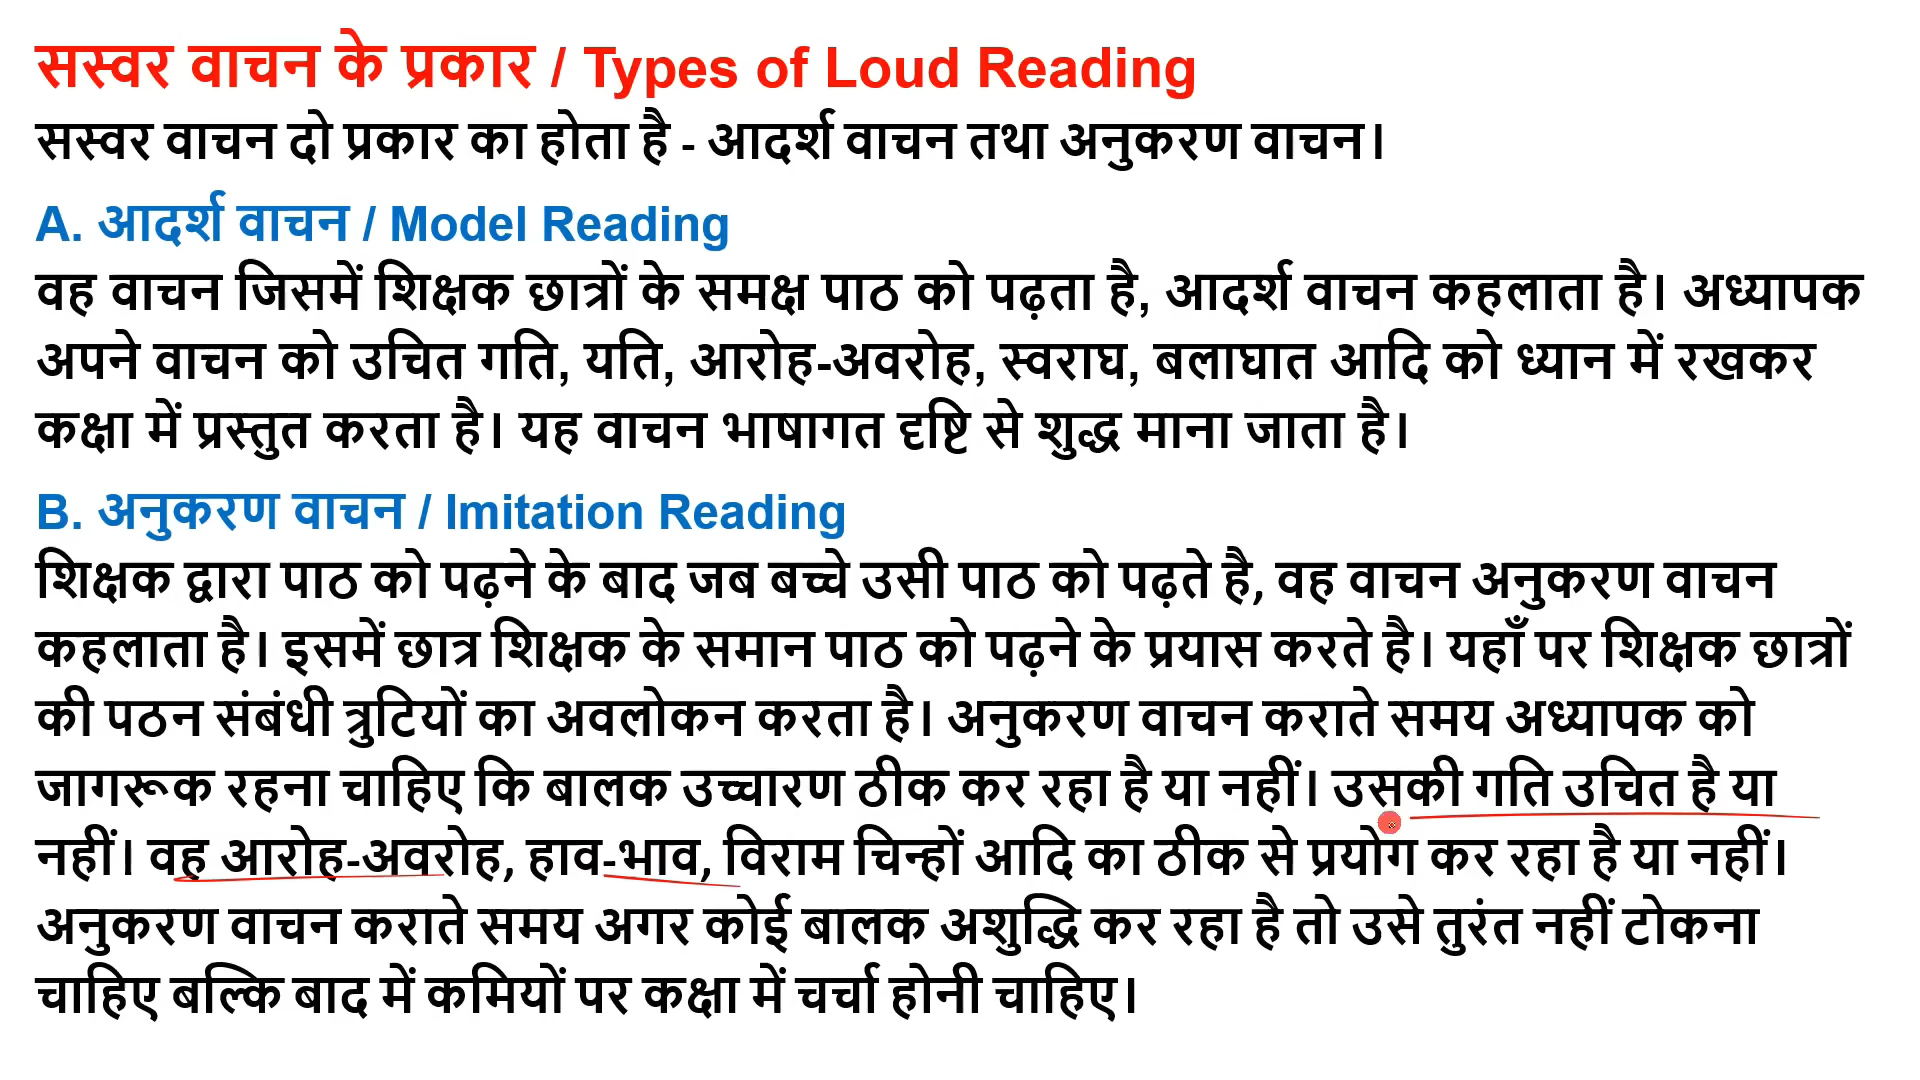 सस्वर वाचन के प्रकार / Types of Loud Reading
सस्वर वाचन दो प्रकार का होता है - आदर्श वाचन तथा अनुकरण वाचन।
A. आदर्श वाचन / Model Reading
वह वाचन जिसमें शिक्षक छात्रों के समक्ष पाठ को पढ़ता है, आदर्श वाचन कहलाता है। अध्यापक
अपने वाचन को उचित गति, यति, आरोह-अवरोह, स्वराघ, बलाघात आदि को ध्यान में रखकर
कक्षा में प्रस्तुत करता है। यह वाचन भाषागत दृष्टि से शुद्ध माना जाता है।
B. अनुकरण वाचन / Imitation Reading
शिक्षक द्वारा पाठ को पढ़ने के बाद जब बच्चे उसी पाठ को पढ़ते है, वह वाचन अनुकरण वाचन
कहलाता है। इसमें छात्र शिक्षक के समान पाठ को पढ़ने के प्रयास करते है। यहाँ पर शिक्षक छात्रों
की पठन संबंधी त्रुटियों का अवलोकन करता है। अनुकरण वाचन कराते समय अध्यापक को
जागरूक रहना चाहिए कि बालक उच्चारण ठीक कर रहा है या नहीं। उसकी गति उचित है या
नहीं। वह आरोह-अवरोह, हाव-भाव, विराम चिन्हों आदि का ठीक से प्रयोग कर रहा है या नहीं।
अनुकरण वाचन कराते समय अगर कोई बालक अशुद्धि कर रहा है तो उसे तुरंत नहीं टोकना
चाहिए बल्कि बाद में कमियों पर कक्षा में चर्चा होनी चाहिए।